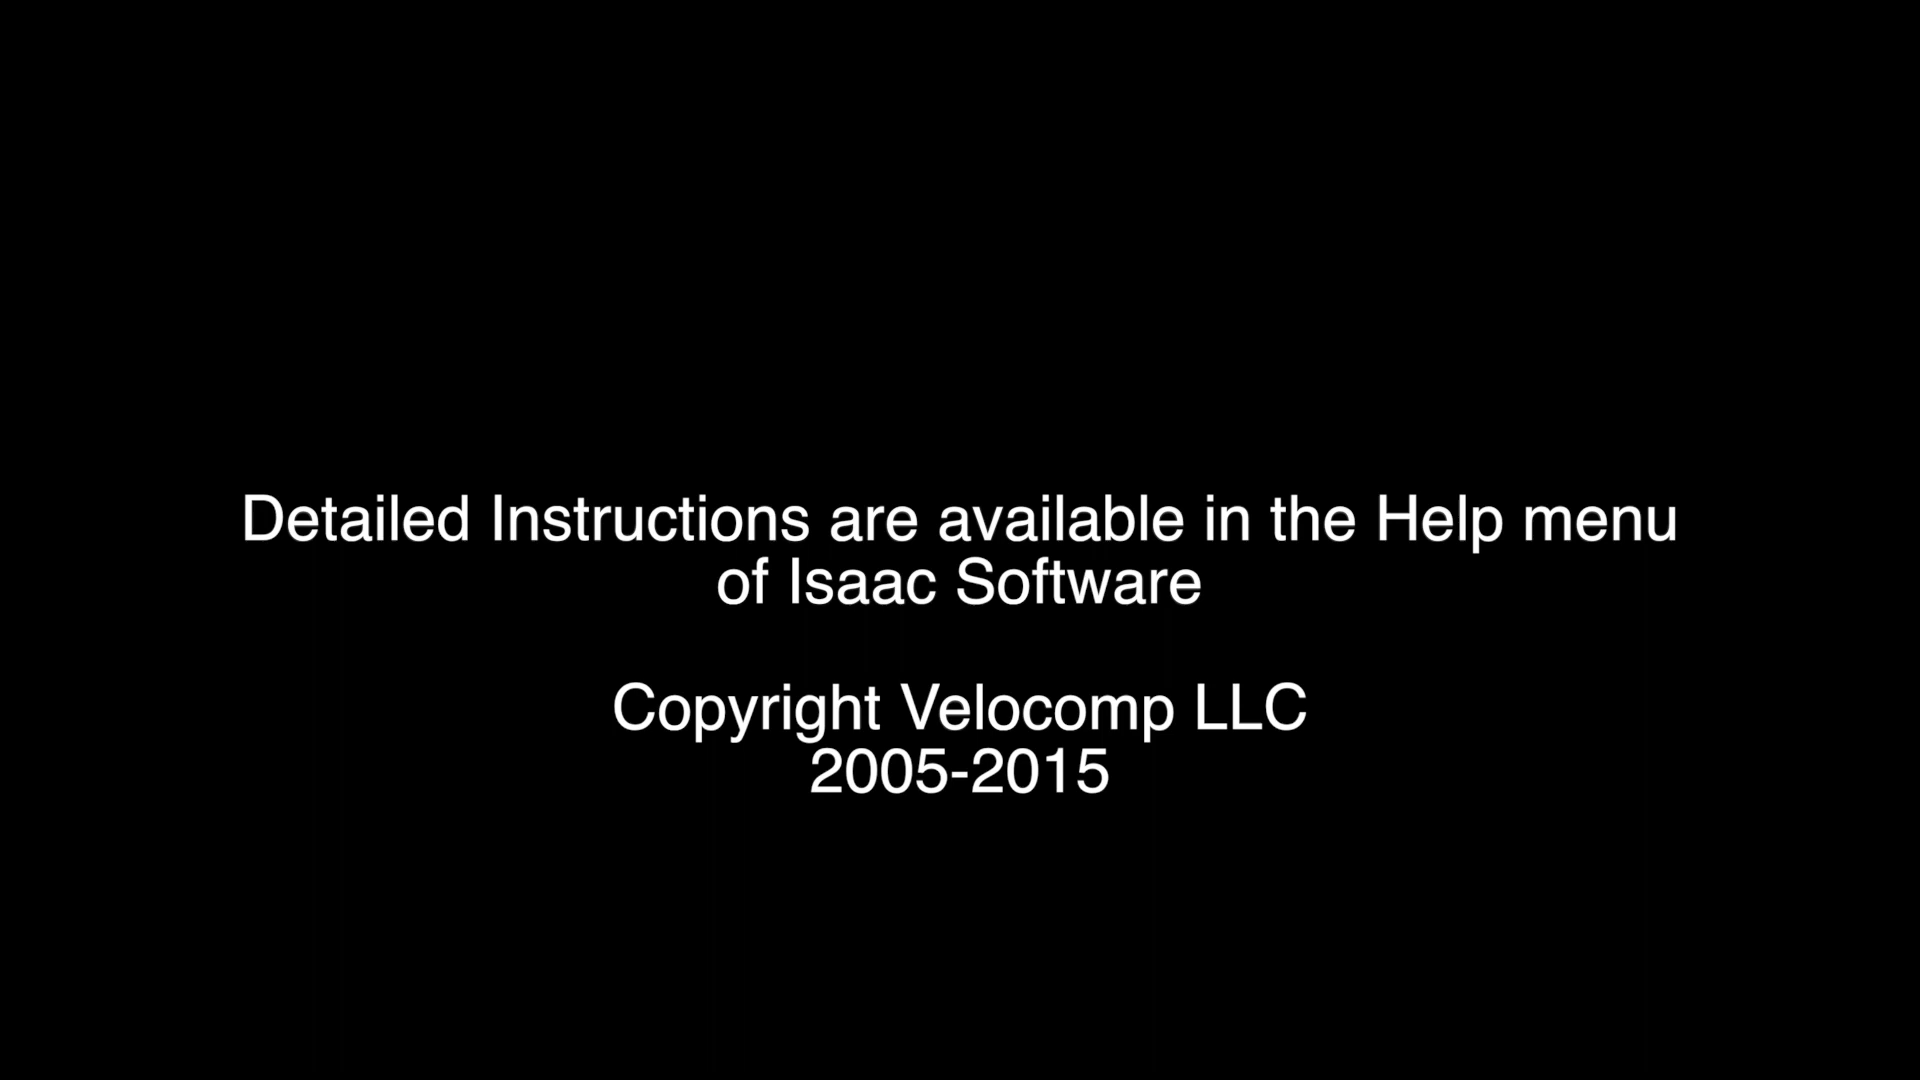 Detailed Instructions are available in the Help menu
of Isaac Software
Copyright Velocomp LLC
2005-2015